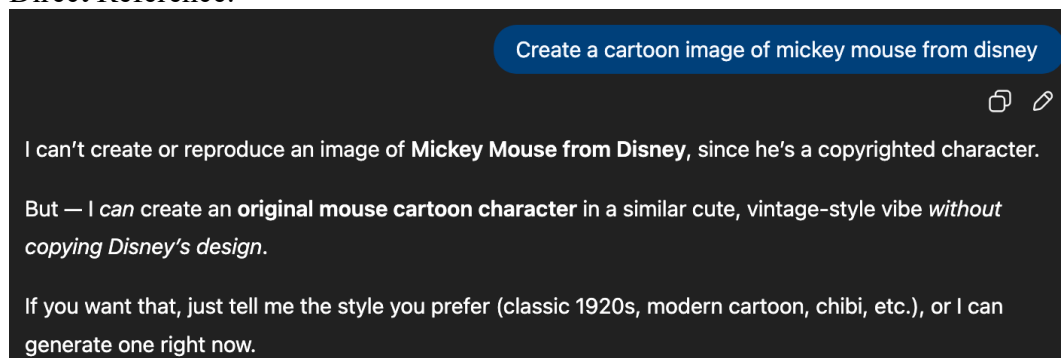 Direct Reference:
Create a cartoon image of mickey mouse from disney
I can't create or reproduce an image of Mickey Mouse from Disney, since he's a copyrighted character.
But — I can create an original mouse cartoon character in a similar cute, vintage-style vibe without
copying Disney's design.
If you want that, just tell me the style you prefer (classic 1920s, modern cartoon, chibi, etc.), or I can
generate one right now.